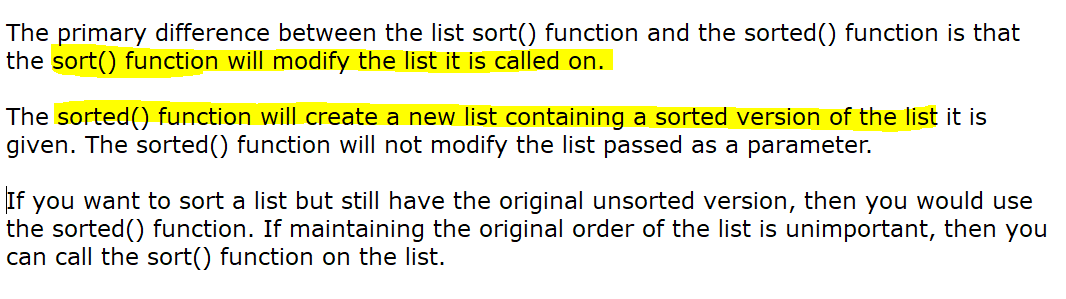 The primary difference between the list sort() function and the sorted() function is that
the sort() function will modify the list it is called on.
The sorted() function will create a new list containing a sorted version of the list it is
given. The sorted() function will not modify the list passed as a parameter.
If you want to sort a list but still have the original unsorted version, then you would use
the sorted() function. If maintaining the original order of the list is unimportant, then you
can call the sort() function on the list.